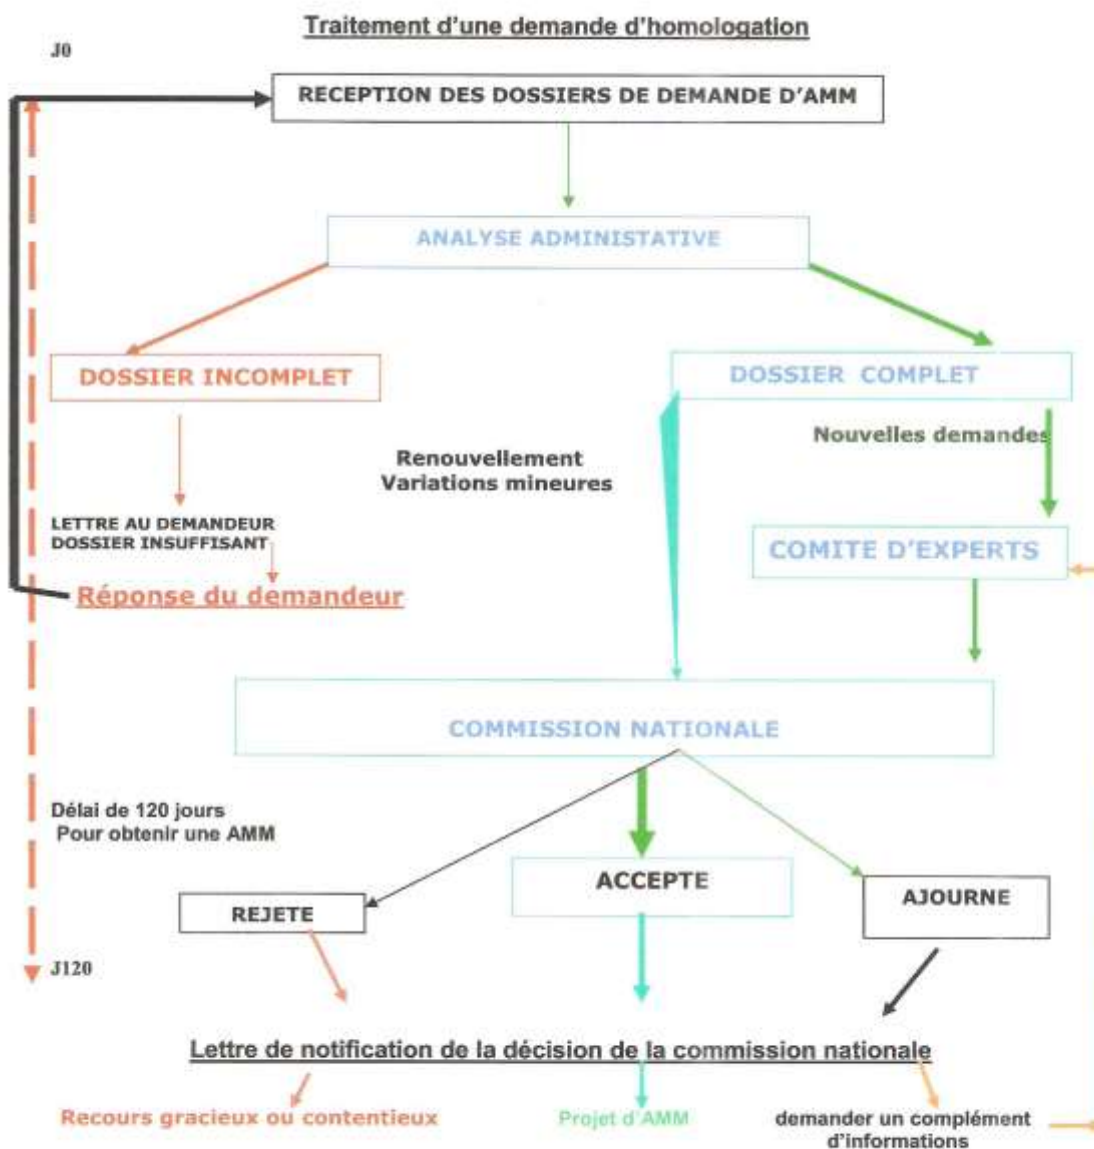 Traitement d'une demande d'homologation
J0
RECEPTION DES DOSSIERS DE DEMANDE D'AMM
ANALYSE ADMINISTATIVE
DOSSIER INCOMPLET
DOSSIER COMPLET
Nouvelles demandes
Renouvellement
Variations mineures
LETTRE AU DEMANDEUR
DOSSIER INSUFFISANT
COMITE D'EXPERTS
Réponse du demandeur
COMMISSION NATIONALE
Délai de 120 jours
Pour obtenir une AMM
REJETE
ACCEPTE
AJOURNE
J120
Lettre de notification de la décision de la commission nationale
Recours gracieux ou contentieux
Projet d'AMM
demander un complément
d'informations